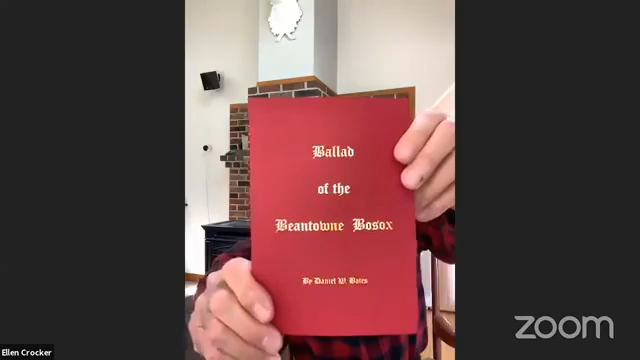 Ballad
of the
Beantowne Bosox
By Daniel W. Bates
Ellen Crocker
zoom